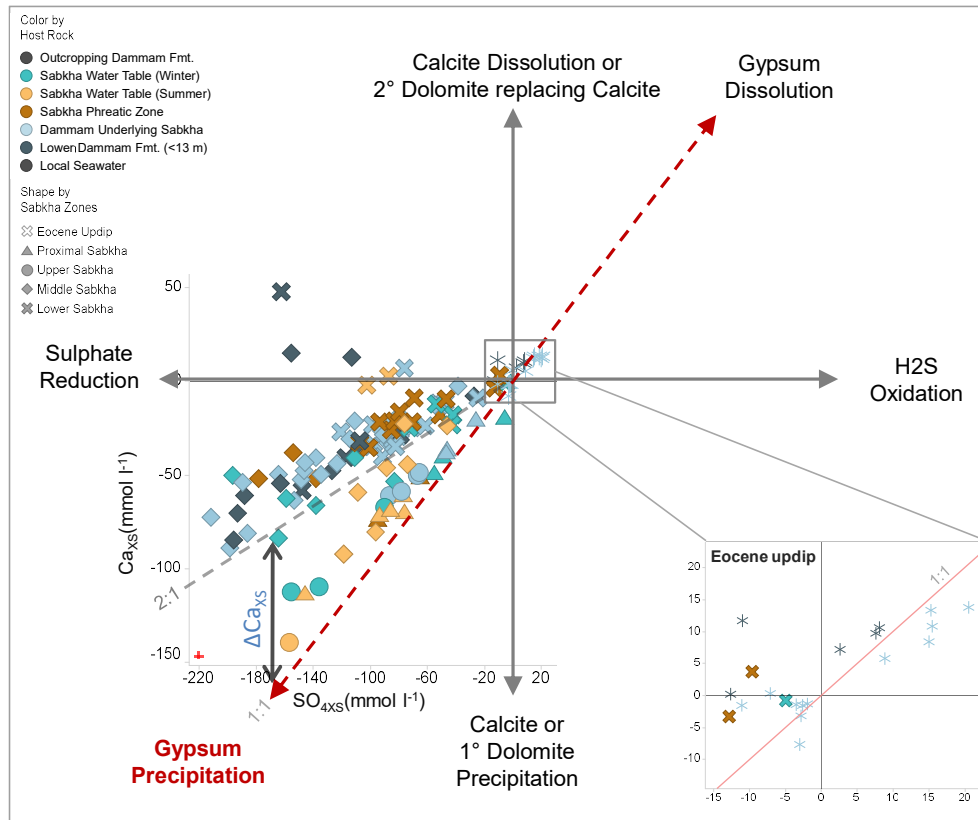 Color by
Host Rock
Outcropping Dammam Fmt.
Sabkha Water Table (Winter)
Sabkha Water Table (Summer)
Sabkha Phreatic Zone
Dammam Underlying Sabkha
Lower Dammam Fmt. (<13 m)
Local Seawater
Shape by
Sabkha Zones
Eocene Updip
Proximal Sabkha
Upper Sabkha
Middle Sabkha
Lower Sabkha
Calcite Dissolution or
2° Dolomite replacing Calcite
Gypsum
Dissolution
Sulphate
Reduction
H2S
Oxidation
50
0
-50
-100
-150
Ca_XS(mmol l⁻¹)
2:1
ΔCa_XS
1:1
-220 -180 -140 -100 -60 -20 20
SO_4XS(mmol l⁻¹)
Gypsum
Precipitation
Calcite or
1° Dolomite
Precipitation
Eocene updip
1:1
20
15
10
5
0
-5
-10
-15 -10 -5 0 5 10 15 20